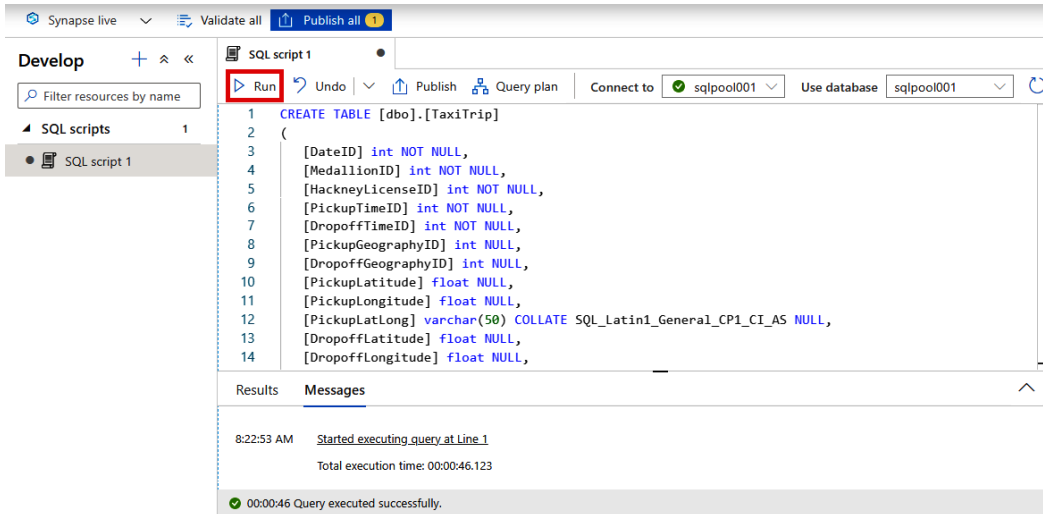 Synapse live Validate all Publish all 1
Develop
Filter resources by name
SQL scripts 1
SQL script 1
SQL script 1
Run Undo Publish Query plan Connect to sqlpool001 Use database sqlpool001
1 CREATE TABLE [dbo].[TaxiTrip]
2 (
3 [DateID] int NOT NULL,
4 [MedallionID] int NOT NULL,
5 [HackneyLicenseID] int NOT NULL,
6 [PickupTimeID] int NOT NULL,
7 [DropoffTimeID] int NOT NULL,
8 [PickupGeographyID] int NULL,
9 [DropoffGeographyID] int NULL,
10 [PickupLatitude] float NULL,
11 [PickupLongitude] float NULL,
12 [PickupLatLong] varchar(50) COLLATE SQL_Latin1_General_CP1_CI_AS NULL,
13 [DropoffLatitude] float NULL,
14 [DropoffLongitude] float NULL,
Results Messages
8:22:53 AM Started executing query at Line 1
Total execution time: 00:00:46.123
00:00:46 Query executed successfully.